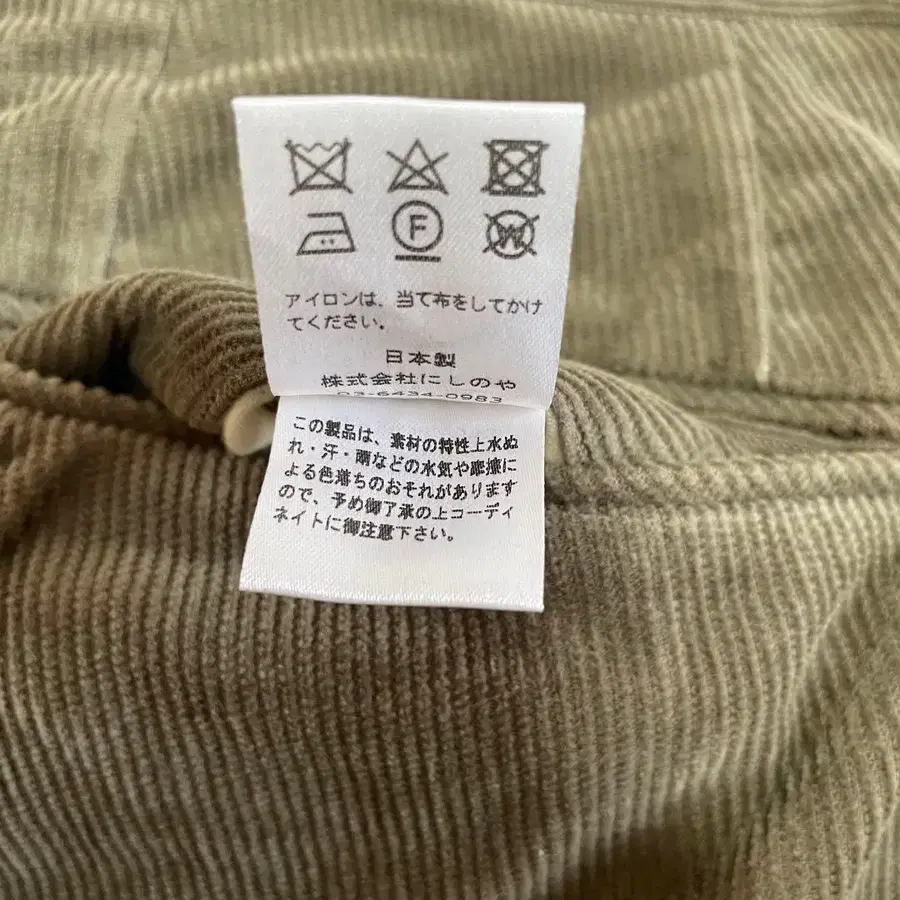 F W
アイロンは、当て布をしてかけ
てください。
日本製
株式会社にしのや
03-6434-0983
この製品は、素材の特性上水ぬ
れ・汗・雨などの水気や摩擦に
よる色落ちのおそれがあります
ので、予め御了承の上コーディ
ネイトに御注意下さい。